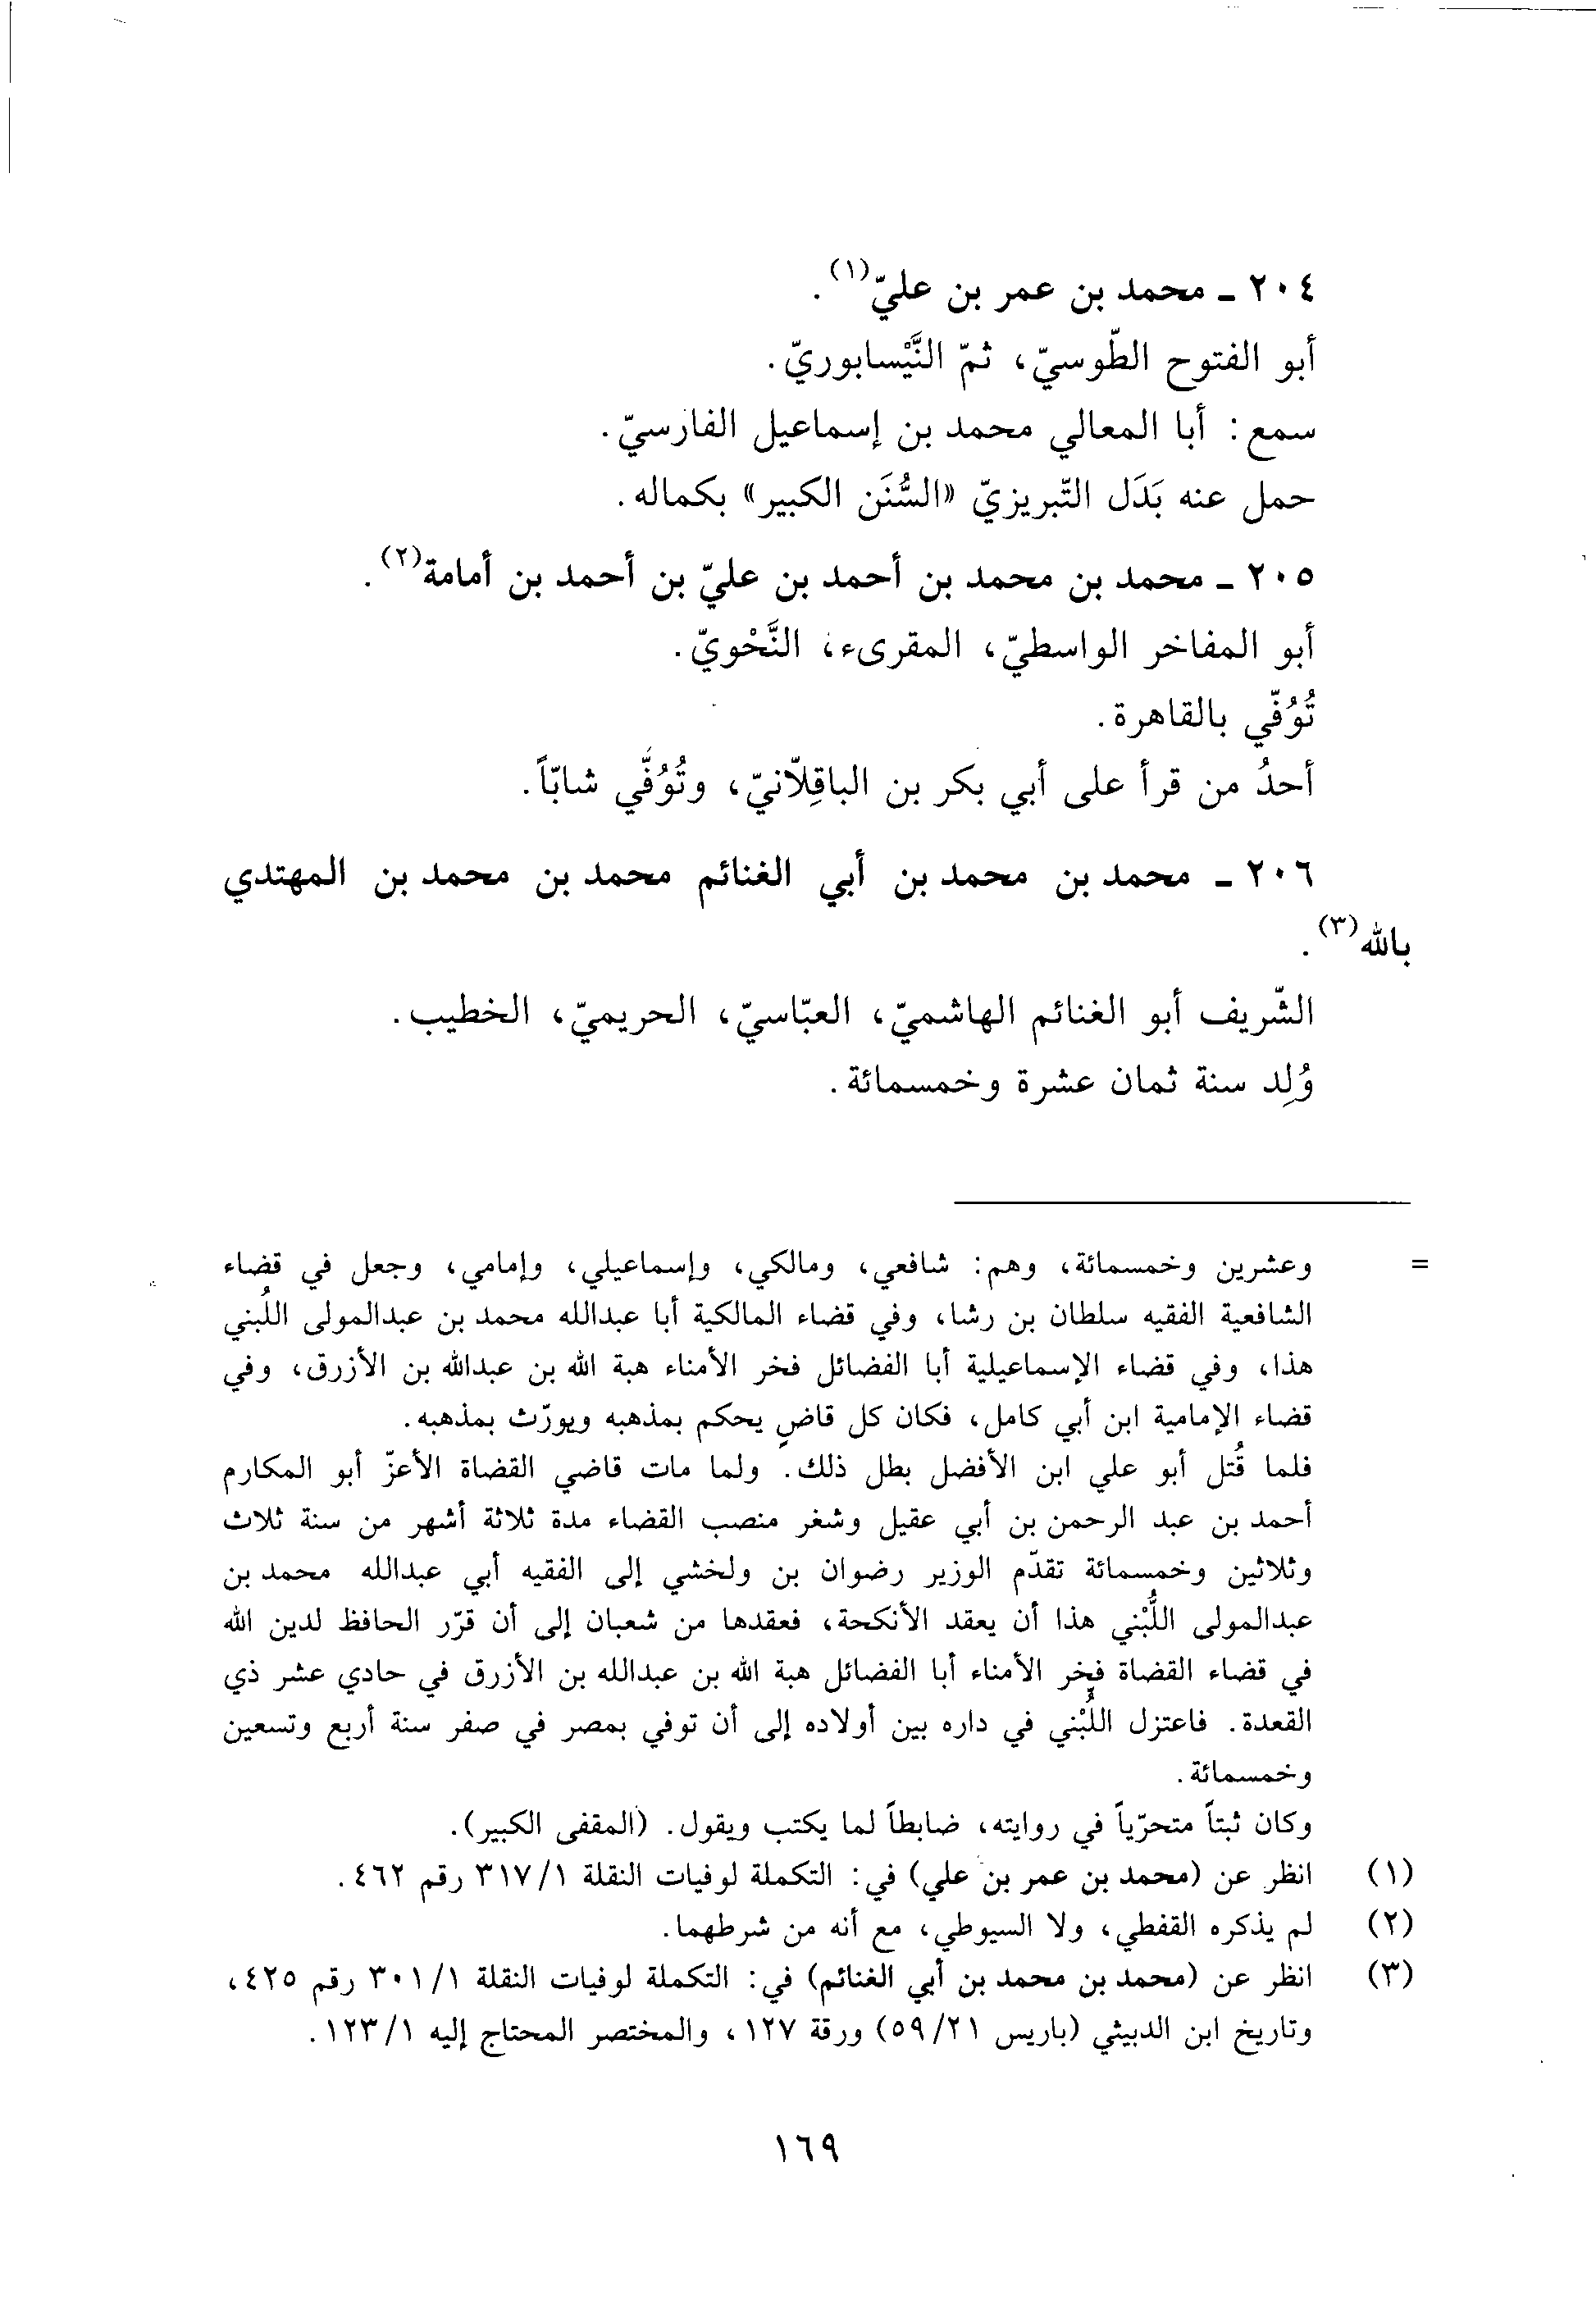 ٢٠٤ ـ محمد بن عمر بن عليّ(١).
أبو الفتوح الطّوسيّ، ثمّ النَّيْسابوريّ.
سمع: أبا المعالي محمد بن إسماعيل الفارسيّ.
حمل عنه بَدَل التّبريزيّ «السُّنَن الكبير» بكماله.
٢٠٥ ـ محمد بن محمد بن أحمد بن عليّ بن أحمد بن أمامة(٢).
أبو المفاخر الواسطيّ، المقرىء، النَّحْويّ.
تُوُفّي بالقاهرة.
أحدُ من قرأ على أبي بكر بن الباقِلّانيّ، وتُوُفَّي شابّاً.
٢٠٦ ـ محمد بن محمد بن أبي الغنائم محمد بن محمد بن المهتدي
بالله(٣).
الشّريف أبو الغنائم الهاشميّ، العبّاسيّ، الحريميّ، الخطيب.
وُلِد سنة ثمان عشرة وخمسمائة.
= وعشرين وخمسمائة، وهم: شافعي، ومالكي، وإسماعيلي، وإمامي، وجعل في قضاء
الشافعية الفقيه سلطان بن رشا، وفي قضاء المالكية أبا عبدالله محمد بن عبدالمولى اللُبني
هذا، وفي قضاء الإسماعيلية أبا الفضائل فخر الأمناء هبة الله بن عبدالله بن الأزرق، وفي
قضاء الإمامية ابن أبي كامل، فكان كل قاضٍ يحكم بمذهبه ويورّث بمذهبه.
فلما قُتل أبو علي ابن الأفضل بطل ذلك. ولما مات قاضي القضاة الأعزّ أبو المكارم
أحمد بن عبد الرحمن بن أبي عقيل وشغر منصب القضاء مدة ثلاثة أشهر من سنة ثلاث
وثلاثين وخمسمائة تقدّم الوزير رضوان بن ولخشي إلى الفقيه أبي عبدالله محمد بن
عبدالمولى اللُّبْني هذا أن يعقد الأنكحة، فعقدها من شعبان إلى أن قرّر الحافظ لدين الله
في قضاء القضاة فخر الأمناء أبا الفضائل هبة الله بن عبدالله بن الأزرق في حادي عشر ذي
القعدة. فاعتزل اللُبْني في داره بين أولاده إلى أن توفي بمصر في صفر سنة أربع وتسعين
وخمسمائة.
وكان ثبتاً متحرّياً في روايته، ضابطاً لما يكتب ويقول. (المقفى الكبير).
(١) انظر عن (محمد بن عمر بن علي) في: التكملة لوفيات النقلة ٣١٧/١ رقم ٤٦٢.
(٢) لم يذكره القفطي، ولا السيوطي، مع أنه من شرطهما.
(٣) انظر عن (محمد بن محمد بن أبي الغنائم) في: التكملة لوفيات النقلة ٣٠١/١ رقم ٤٢٥،
وتاريخ ابن الدبيثي (باريس ٥٩/٢١) ورقة ١٢٧، والمختصر المحتاج إليه ١٢٣/١.
١٦٩